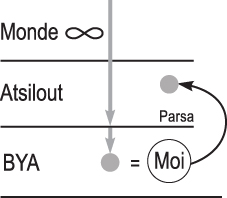 Monde ∞
Atsilout
Parsa
BYA = Moi